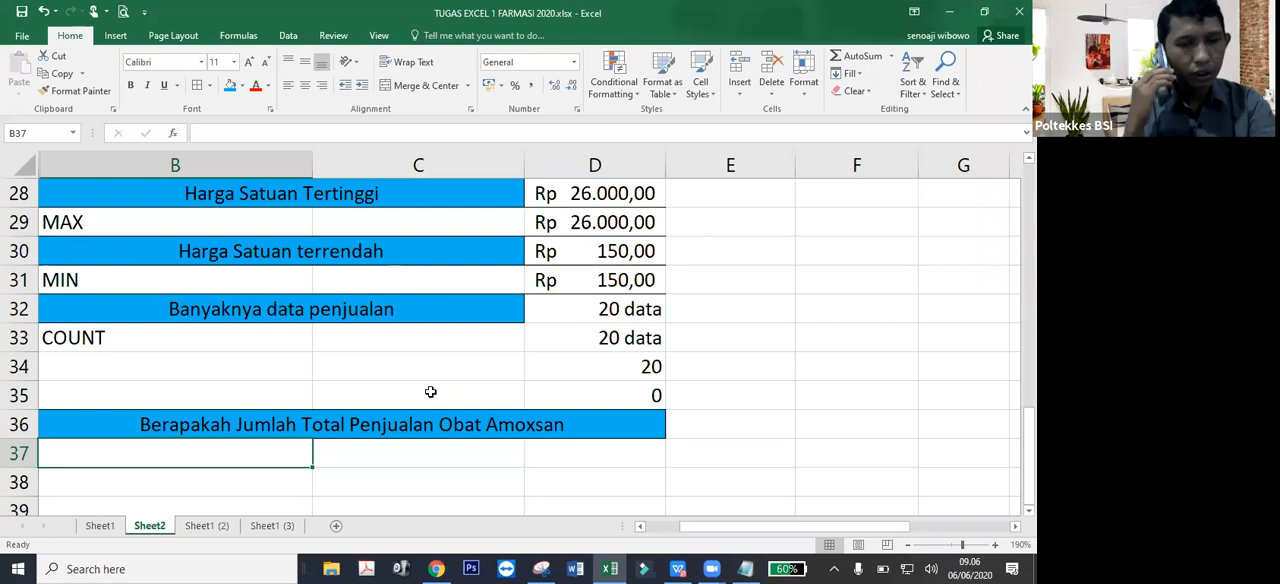 TUGAS EXCEL 1 FARMASI 2020.xlsx - Excel
File Home Insert Page Layout Formulas Data Review View Tell me what you want to do... senoaji wibowo Share
Paste Cut Copy Format Painter Clipboard
Calibri 11 B I U Font
Wrap Text Merge & Center Alignment
General % Number
Conditional Formatting Format as Table Cell Styles Styles
Insert Delete Format Cells
AutoSum Fill Clear Sort & Filter Find & Select Editing
Poltekkes BSI
B37 fx
B C D E F G
28 Harga Satuan Tertinggi Rp 26.000,00
29 MAX Rp 26.000,00
30 Harga Satuan terrendah Rp 150,00
31 MIN Rp 150,00
32 Banyaknya data penjualan 20 data
33 COUNT 20 data
34 20
35 0
36 Berapakah Jumlah Total Penjualan Obat Amoxsan
37
38
39
Sheet1 Sheet2 Sheet1 (2) Sheet1 (3)
Ready 190%
Search here 60% 09.06
06/06/2020